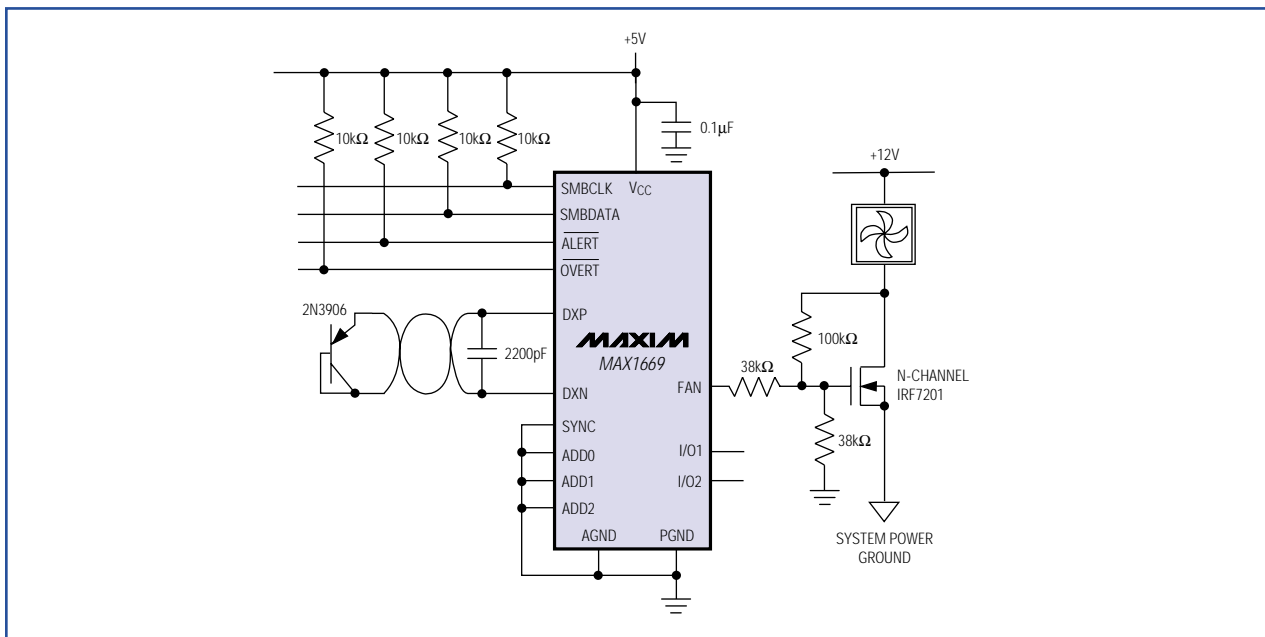 +5V
10kΩ
10kΩ
10kΩ
10kΩ
0.1µF
+12V
SMBCLK
VCC
SMBDATA
ALERT
OVERT
2N3906
DXP
2200pF
DXN
MAXIM
MAX1669
FAN
38kΩ
100kΩ
N-CHANNEL
IRF7201
38kΩ
SYNC
ADD0
ADD1
ADD2
I/O1
I/O2
AGND
PGND
SYSTEM POWER
GROUND